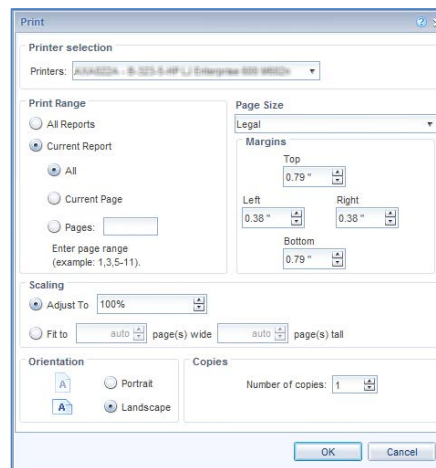 Print
Printer selection
Printers:
Print Range
All Reports
Current Report
All
Current Page
Pages:
Enter page range
(example: 1,3,5-11).
Page Size
Legal
Margins
Top
0.79 "
Left Right
0.38 " 0.38 "
Bottom
0.79 "
Scaling
Adjust To 100%
Fit to auto page(s) wide auto page(s) tall
Orientation
A Portrait
A Landscape
Copies
Number of copies: 1
OK Cancel